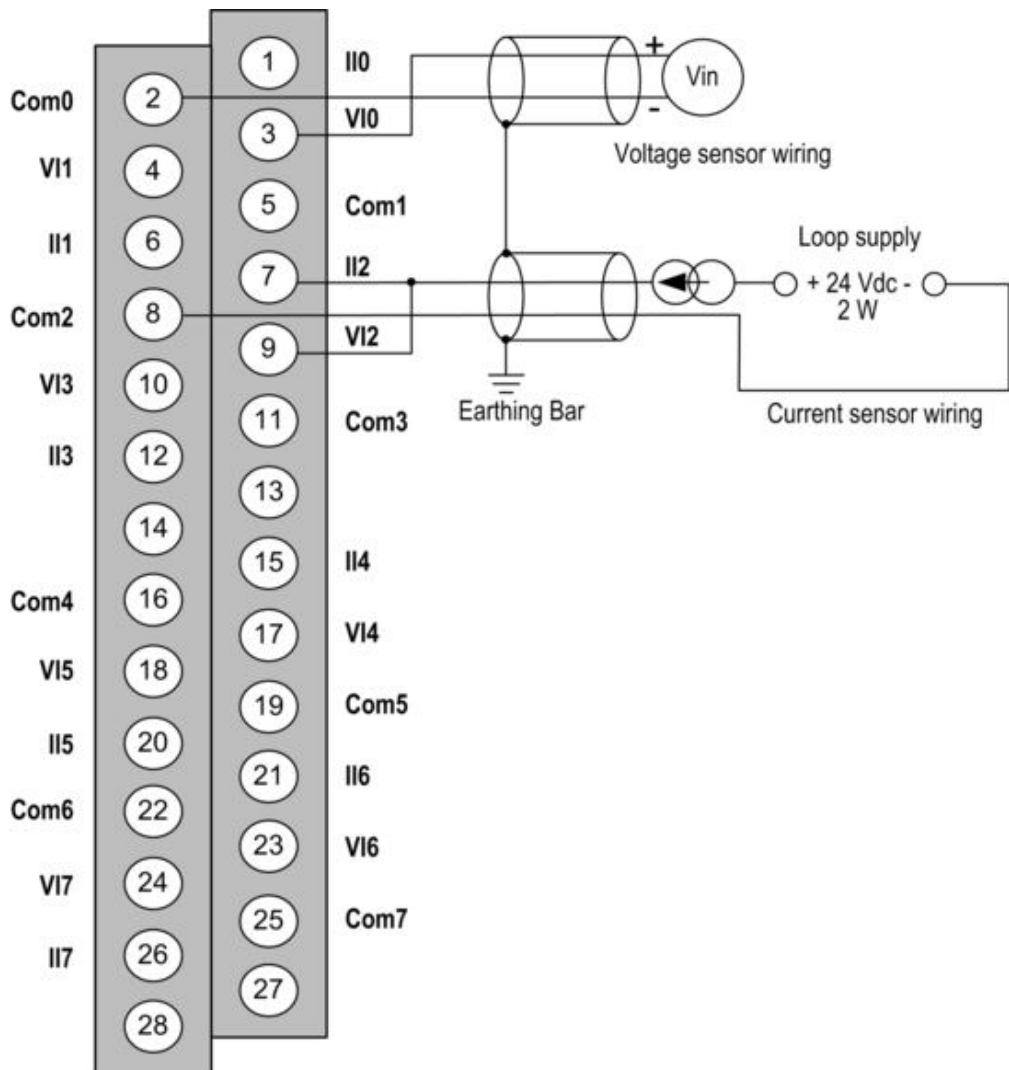 1 II0
+
Vin
Com0 2
-
3 VI0
Voltage sensor wiring
VI1 4
5 Com1
II1 6
Loop supply
7 II2
+ 24 Vdc -
2 W
Com2 8
9 VI2
VI3 10
Earthing Bar
Current sensor wiring
11 Com3
II3 12
13
14
15 II4
Com4 16
17 VI4
VI5 18
19 Com5
II5 20
21 II6
Com6 22
23 VI6
VI7 24
25 Com7
II7 26
27
28